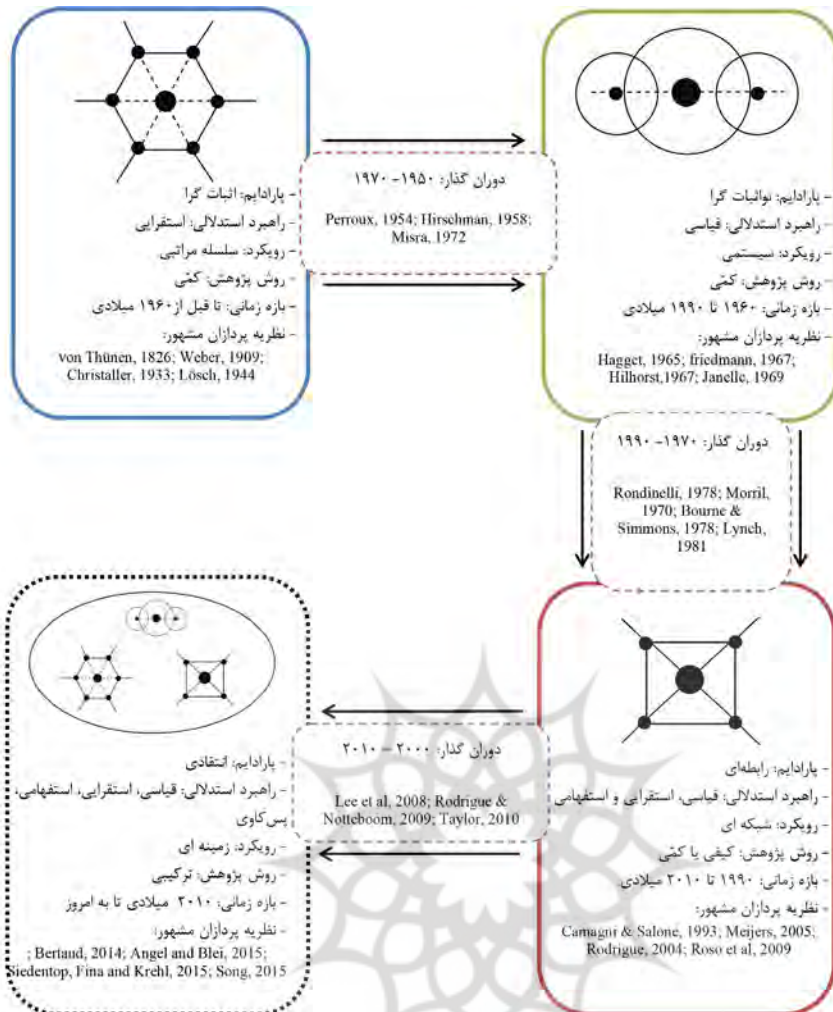 - پارادایم: اثبات گرا
- راهبرد استدلالی: استقرایی
- رویکرد: سلسله مراتبی
- روش پژوهش: کمّی
- بازه زمانی: تا قبل از ۱۹۶۰ میلادی
- نظریه پردازان مشهور:
von Thünen, 1826; Weber, 1909;
Christaller, 1933; Lösch, 1944
دوران گذار: ۱۹۵۰- ۱۹۷۰
Perroux, 1954; Hirschman, 1958;
Misra, 1972
- پارادایم: نواثبات گرا
- راهبرد استدلالی: قیاسی
- رویکرد: سیستمی
- روش پژوهش: کمّی
- بازه زمانی: ۱۹۶۰ تا ۱۹۹۰ میلادی
- نظریه پردازان مشهور:
Hagget, 1965; friedmann, 1967;
Hilhorst,1967; Janelle, 1969
دوران گذار: ۱۹۷۰- ۱۹۹۰
Rondinelli, 1978; Morril,
1970; Bourne &
Simmons, 1978; Lynch,
1981
- پارادایم: رابطه‌ای
- راهبرد استدلالی: قیاسی، استقرایی و استفهامی
- رویکرد: شبکه ای
- روش پژوهش: کیفی یا کمّی
- بازه زمانی: ۱۹۹۰ تا ۲۰۱۰ میلادی
- نظریه پردازان مشهور:
Camagni & Salone, 1993; Meijers, 2005;
Rodrigue, 2004; Roso et al, 2009
دوران گذار: ۲۰۰۰ – ۲۰۱۰
Lee et al, 2008; Rodrigue &
Notteboom, 2009; Taylor, 2010
- پارادایم: انتقادی
- راهبرد استدلالی: قیاسی، استقرایی، استفهامی،
پس‌کاوی
- رویکرد: زمینه ای
- روش پژوهش: ترکیبی
- بازه زمانی: ۲۰۱۰ میلادی تا به امروز
- نظریه پردازان مشهور:
; Bertaud, 2014; Angel and Blei, 2015;
Siedentop, Fina and Krehl, 2015; Song, 2015